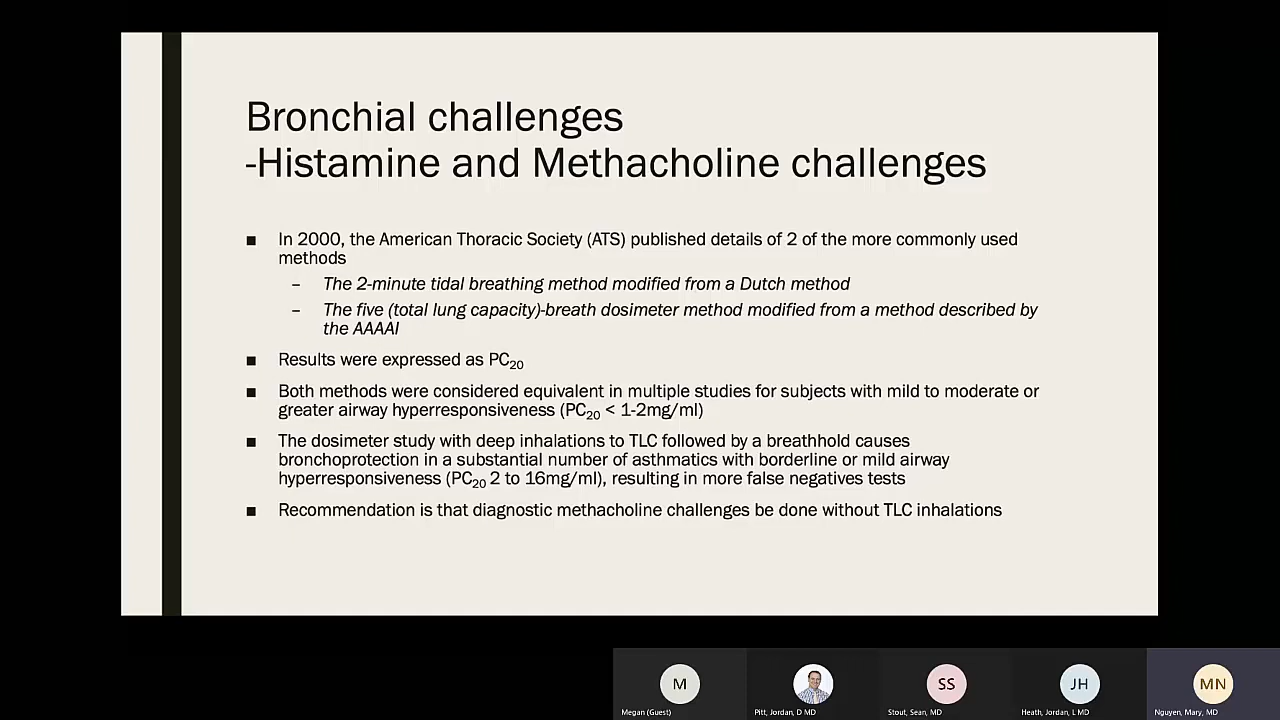 Bronchial challenges
-Histamine and Methacholine challenges
■ In 2000, the American Thoracic Society (ATS) published details of 2 of the more commonly used
methods
– The 2-minute tidal breathing method modified from a Dutch method
– The five (total lung capacity)-breath dosimeter method modified from a method described by
the AAAAI
■ Results were expressed as PC20
■ Both methods were considered equivalent in multiple studies for subjects with mild to moderate or
greater airway hyperresponsiveness (PC20 < 1-2mg/ml)
■ The dosimeter study with deep inhalations to TLC followed by a breathhold causes
bronchoprotection in a substantial number of asthmatics with borderline or mild airway
hyperresponsiveness (PC20 2 to 16mg/ml), resulting in more false negatives tests
■ Recommendation is that diagnostic methacholine challenges be done without TLC inhalations
M SS JH MN
Megan (Guest) Pitt, Jordan, D MD Stout, Sean, MD Heath, Jordan, L MD Nguyen, Mary, MD